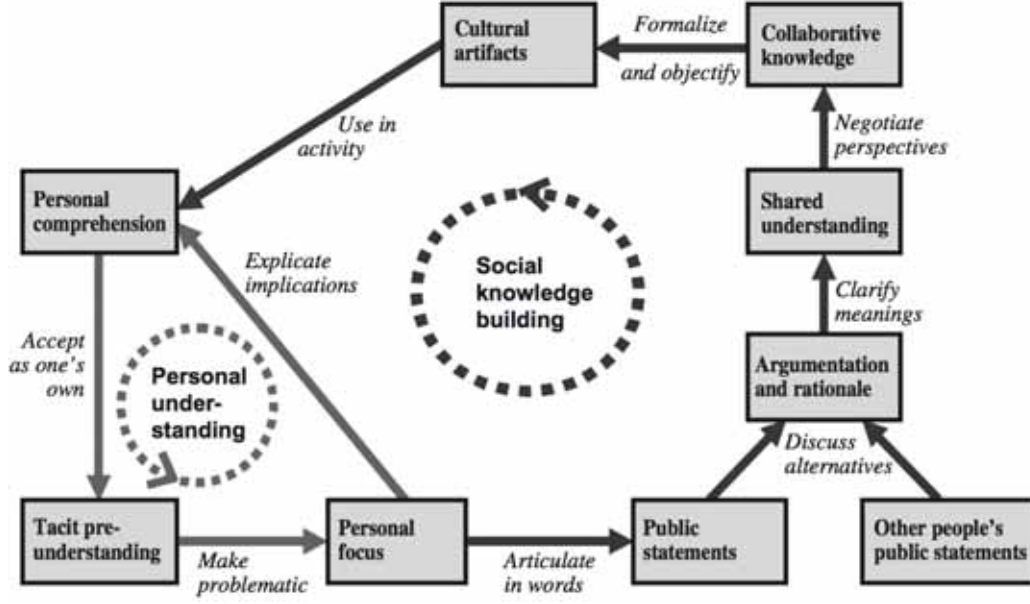 Cultural
artifacts
Formalize
and objectify
Collaborative
knowledge
Use in
activity
Negotiate
perspectives
Personal
comprehension
Shared
understanding
Explicate
implications
Social
knowledge
building
Clarify
meanings
Accept
as one's
own
Personal
under-
standing
Argumentation
and rationale
Discuss
alternatives
Tacit pre-
understanding
Make
problematic
Personal
focus
Articulate
in words
Public
statements
Other people's
public statements